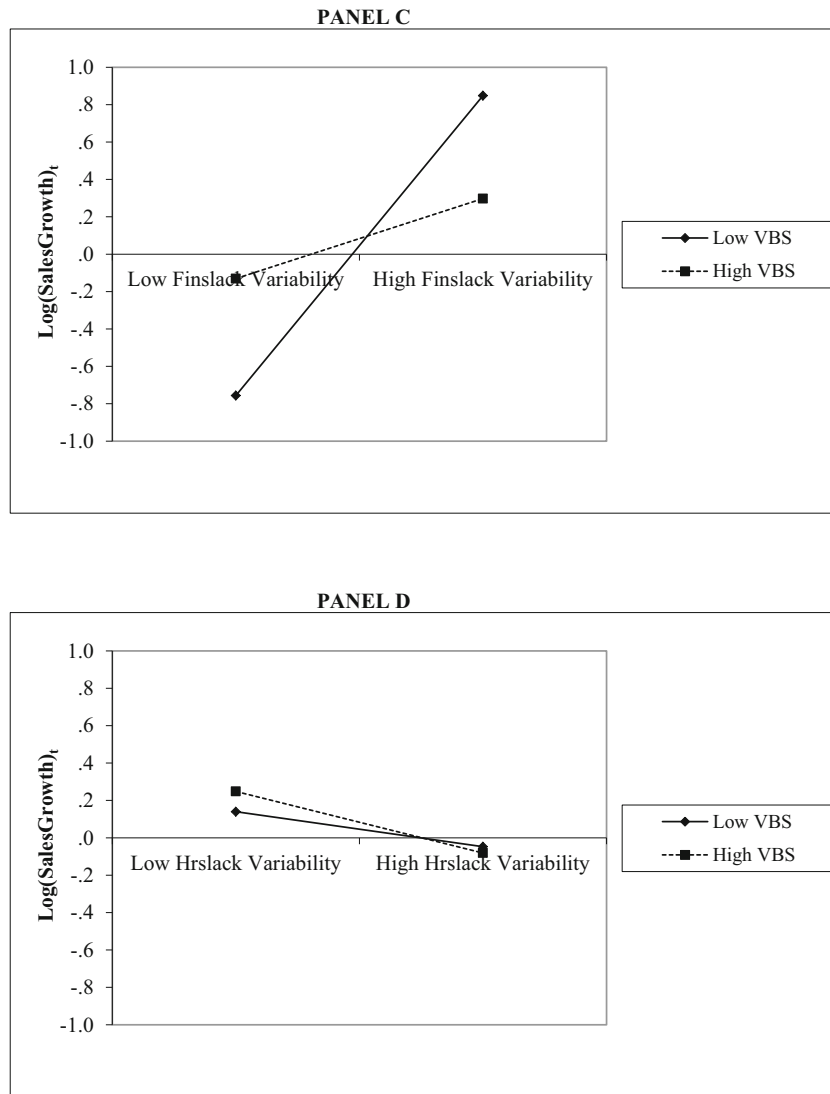 PANEL C
1.0
.8
.6
.4
.2
.0
-.2
-.4
-.6
-.8
-1.0
Log(SalesGrowth)t
Low Finslack Variability
High Finslack Variability
Low VBS
High VBS
PANEL D
1.0
.8
.6
.4
.2
.0
-.2
-.4
-.6
-.8
-1.0
Log(SalesGrowth)t
Low Hrslack Variability
High Hrslack Variability
Low VBS
High VBS